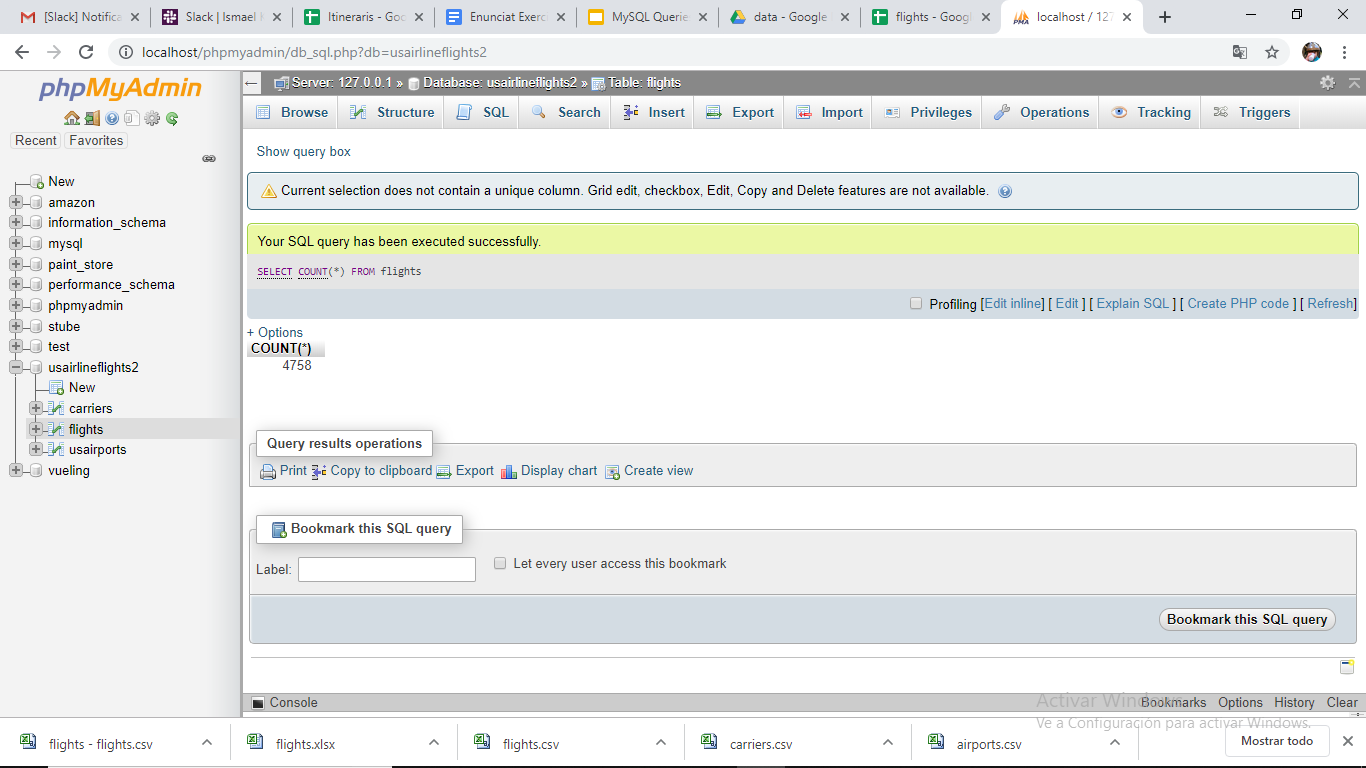 [Slack] Notifica
Slack | Ismael
Itineraris - Goo
Enunciat Exerc
MySQL Querie
data - Google
flights - Goog
localhost / 127
localhost/phpmyadmin/db_sql.php?db=usairlineflights2
phpMyAdmin
Recent
Favorites
New
amazon
information_schema
mysql
paint_store
performance_schema
phpmyadmin
stube
test
usairlineflights2
New
carriers
flights
usairports
vueling
Server: 127.0.0.1 » Database: usairlineflights2 » Table: flights
Browse Structure SQL Search Insert Export Import Privileges Operations Tracking Triggers
Show query box
Current selection does not contain a unique column. Grid edit, checkbox, Edit, Copy and Delete features are not available.
Your SQL query has been executed successfully.
SELECT COUNT(*) FROM flights
Profiling [Edit inline] [ Edit ] [ Explain SQL ] [ Create PHP code ] [ Refresh]
+ Options
COUNT(*)
4758
Query results operations
Print Copy to clipboard Export Display chart Create view
Bookmark this SQL query
Label:
Let every user access this bookmark
Bookmark this SQL query
Console
Bookmarks Options History Clear
Activar Windows
Ve a Configuración para activar Windows.
flights - flights.csv
flights.xlsx
flights.csv
carriers.csv
airports.csv
Mostrar todo